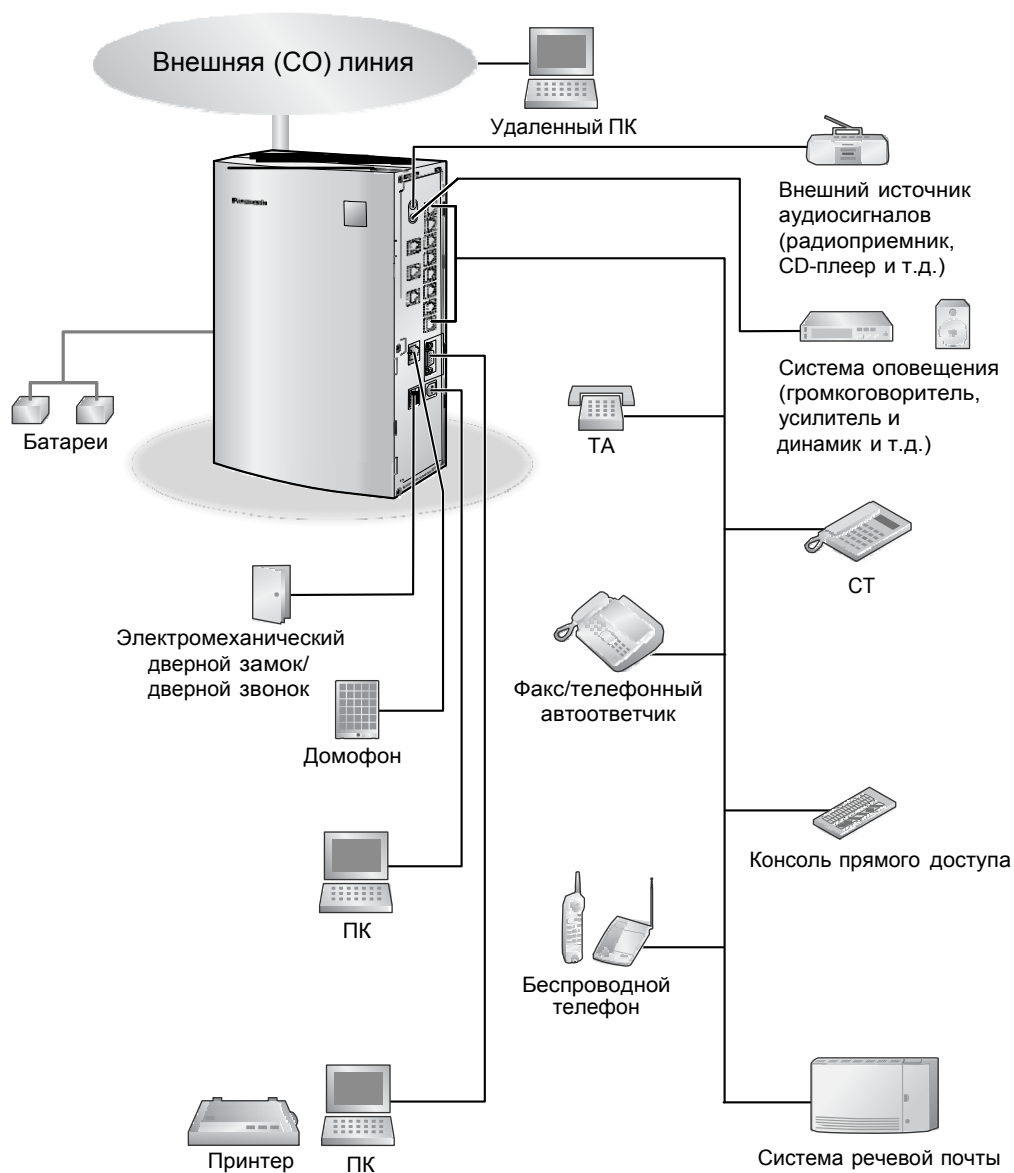 Внешняя (CO) линия
Удаленный ПК
Panasonic
Внешний источник
аудиосигналов
(радиоприемник,
CD-плеер и т.д.)
Система оповещения
(громкоговоритель,
усилитель и
динамик и т.д.)
Батареи
ТА
СТ
Электромеханический
дверной замок/
дверной звонок
Факс/телефонный
автоответчик
Домофон
Консоль прямого доступа
ПК
Беспроводной
телефон
Принтер
ПК
Система речевой почты